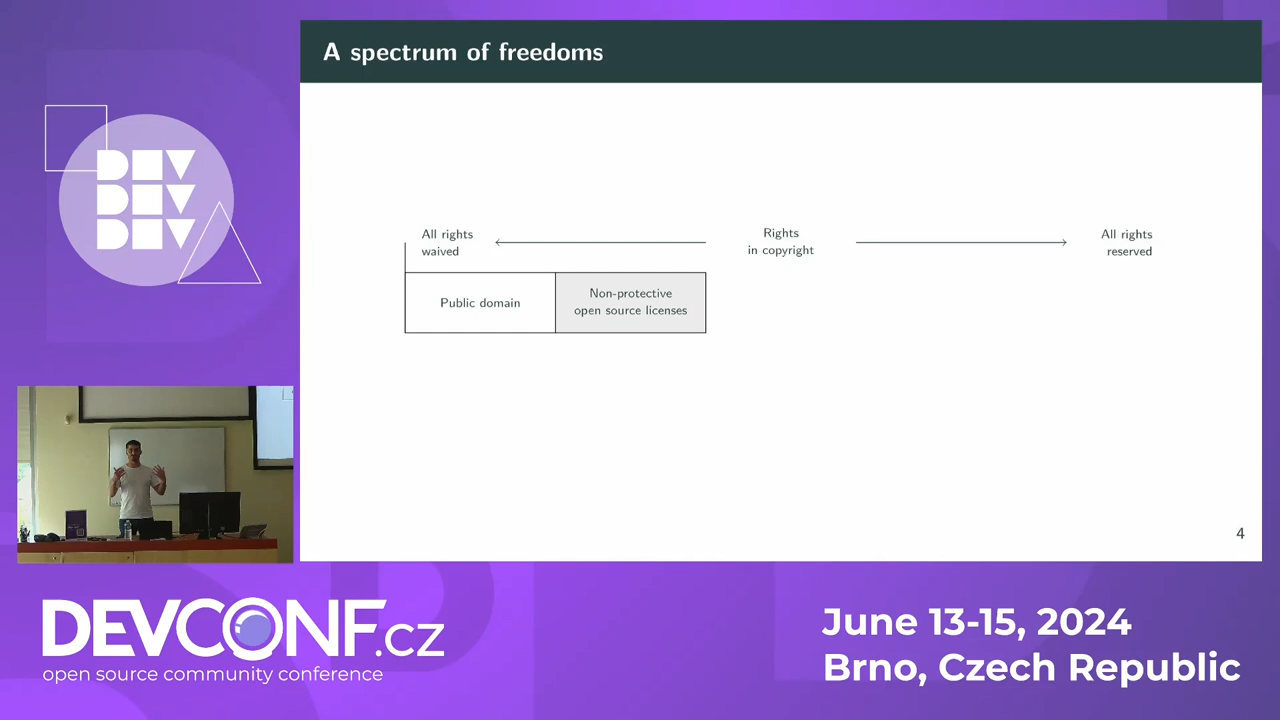 A spectrum of freedoms
All rights
waived
Rights
in copyright
All rights
reserved
Public domain
Non-protective
open source licenses
4
DEV
DEV
DEV
DEVCONF.cz
open source community conference
June 13-15, 2024
Brno, Czech Republic